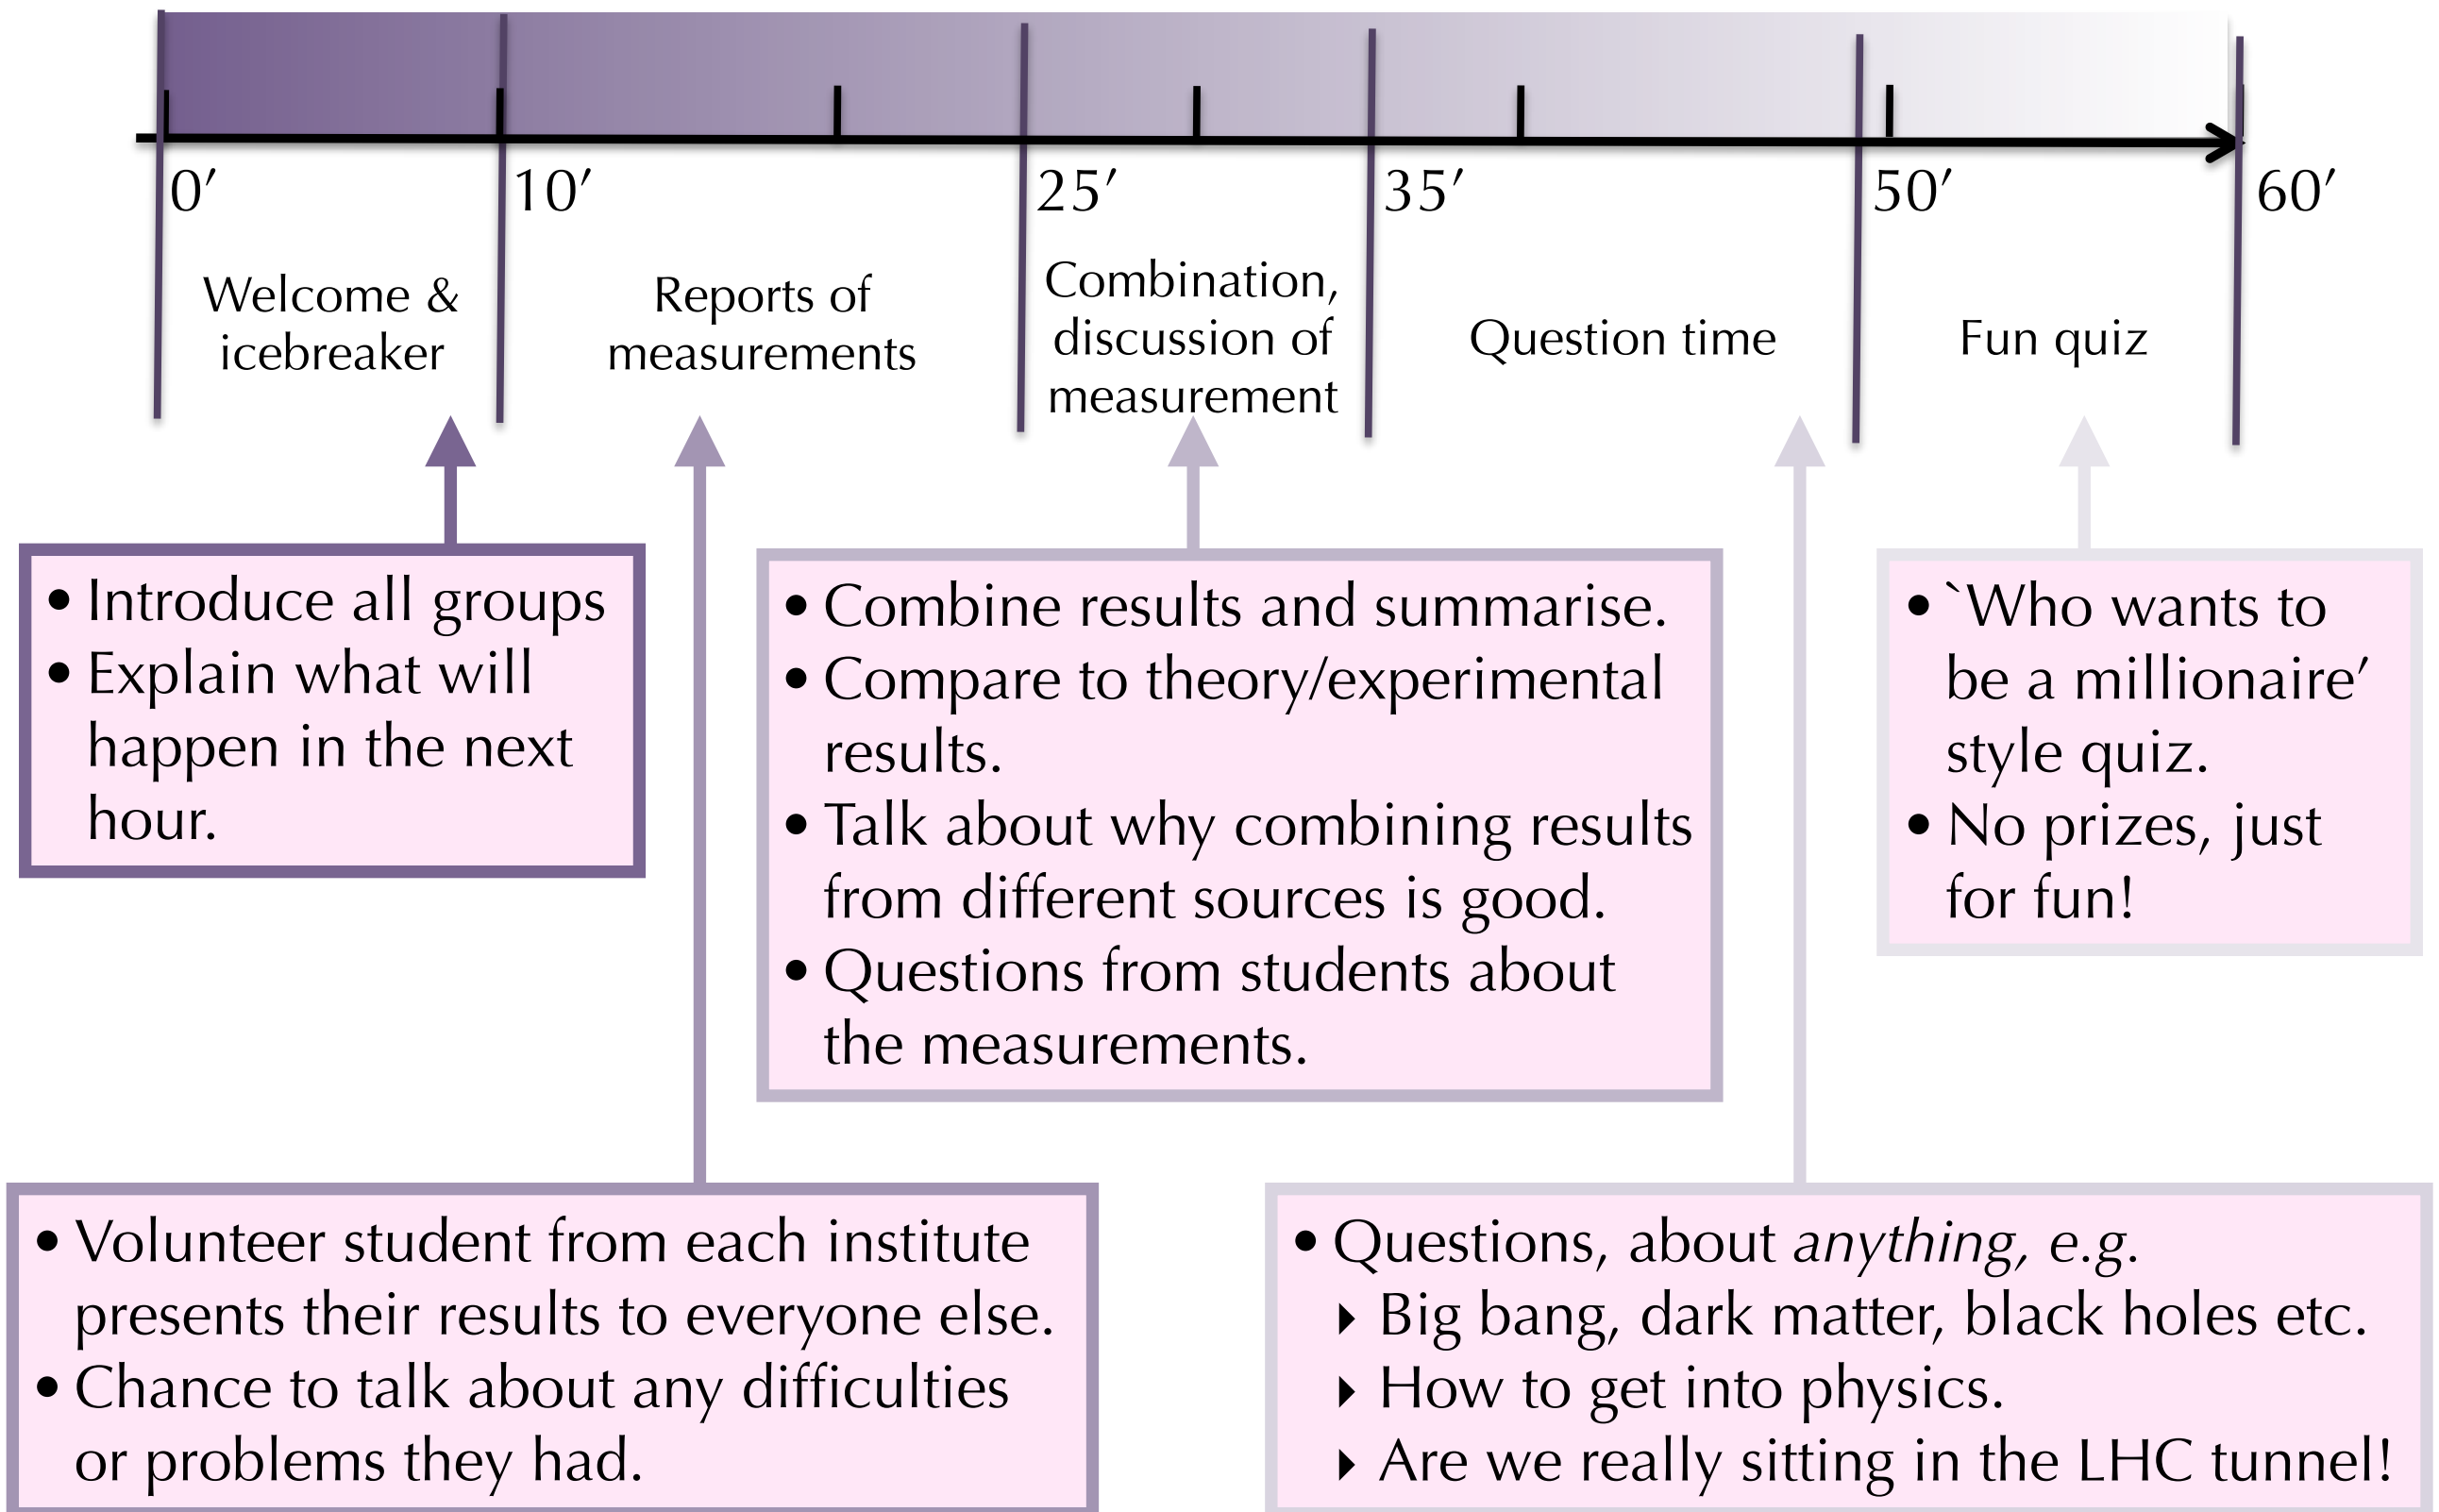 0′ 10′ 25′ 35′ 50′ 60′
Welcome &
icebreaker
Reports of
measurements
Combination,
discussion of
measurement
Question time
Fun quiz
• Introduce all groups
• Explain what will
happen in the next
hour.
• Combine results and summarise.
• Compare to theory/experimental
results.
• Talk about why combining results
from different sources is good.
• Questions from students about
the measurements.
• `Who wants to
be a millionaire’
style quiz.
• No prizes, just
for fun!
• Volunteer student from each institute
presents their results to everyone else.
• Chance to talk about any difficulties
or problems they had.
• Questions, about anything, e.g.
‣ Big bang, dark matter, black holes etc.
‣ How to get into physics.
‣ Are we really sitting in the LHC tunnel!